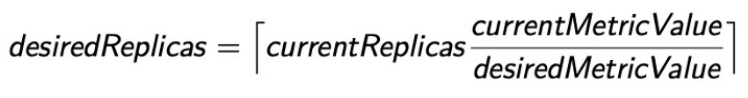 desiredReplicas = ⌈currentReplicas currentMetricValue / desiredMetricValue⌉